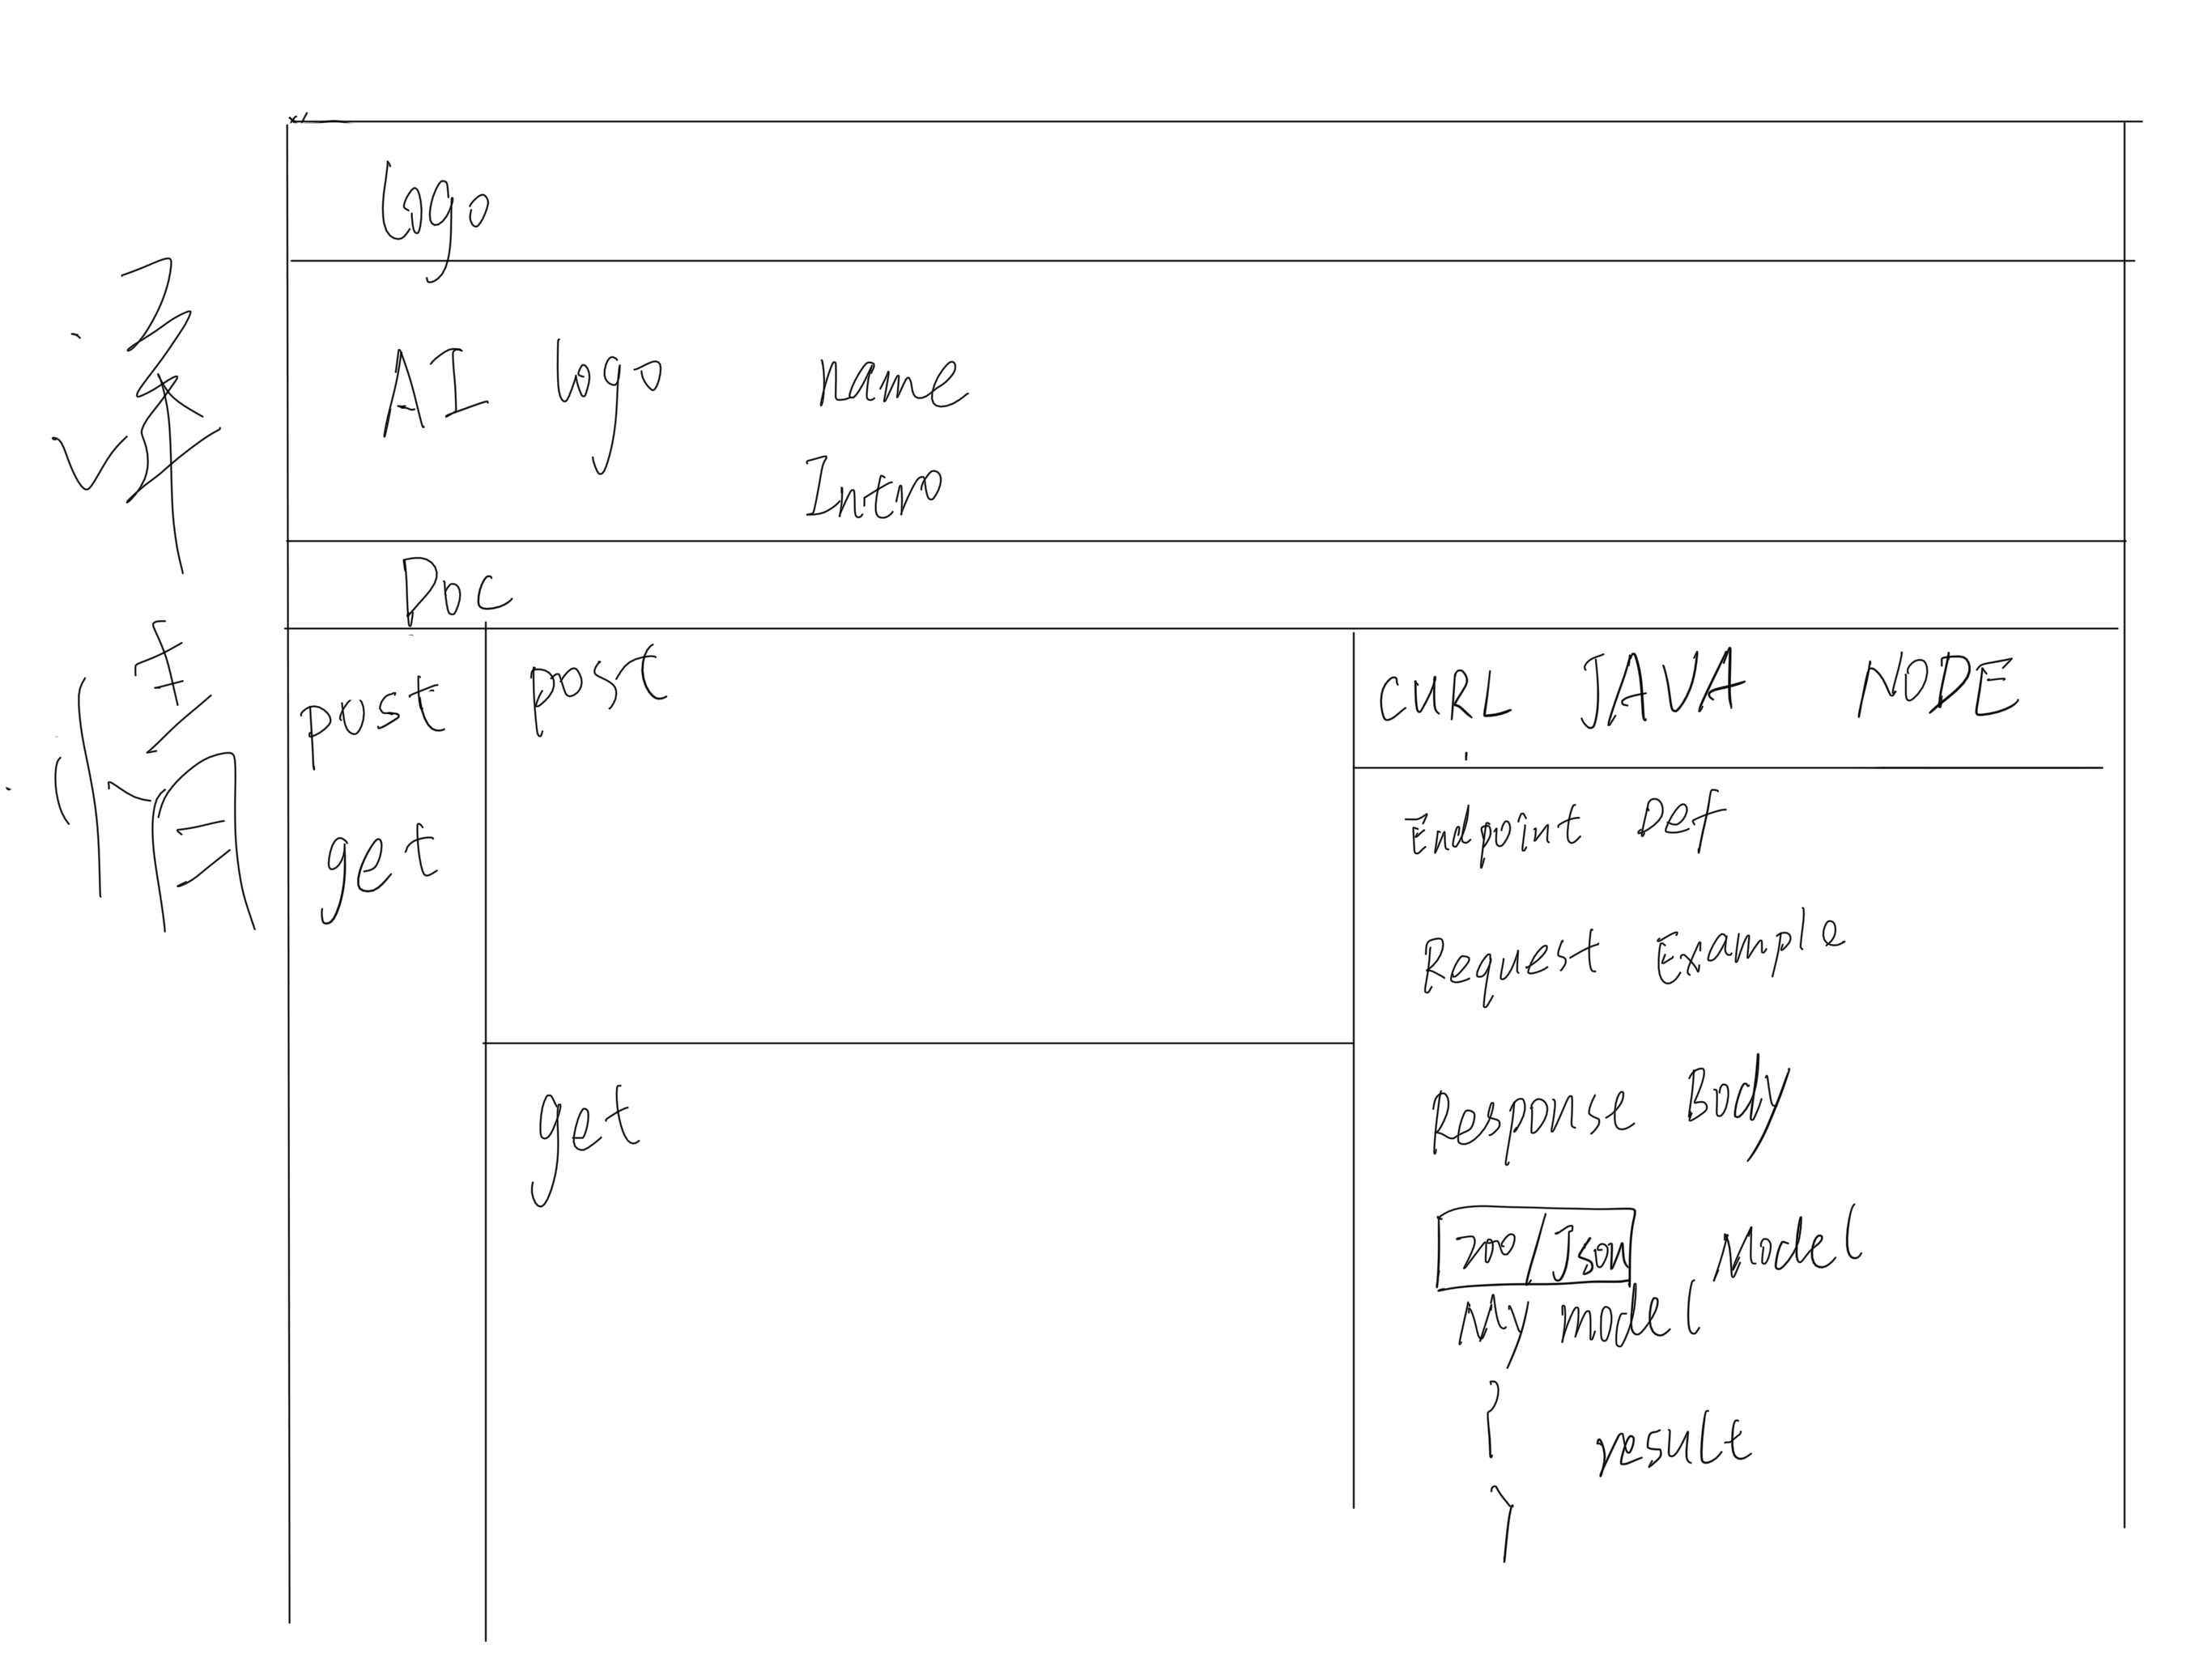 详情
logo
AI logo name
Intro
Doc
post
get
post
get
CURL JAVA NODE
Endpoint Def
Request Example
Response Body
200/Json Model
My model
{
result
}